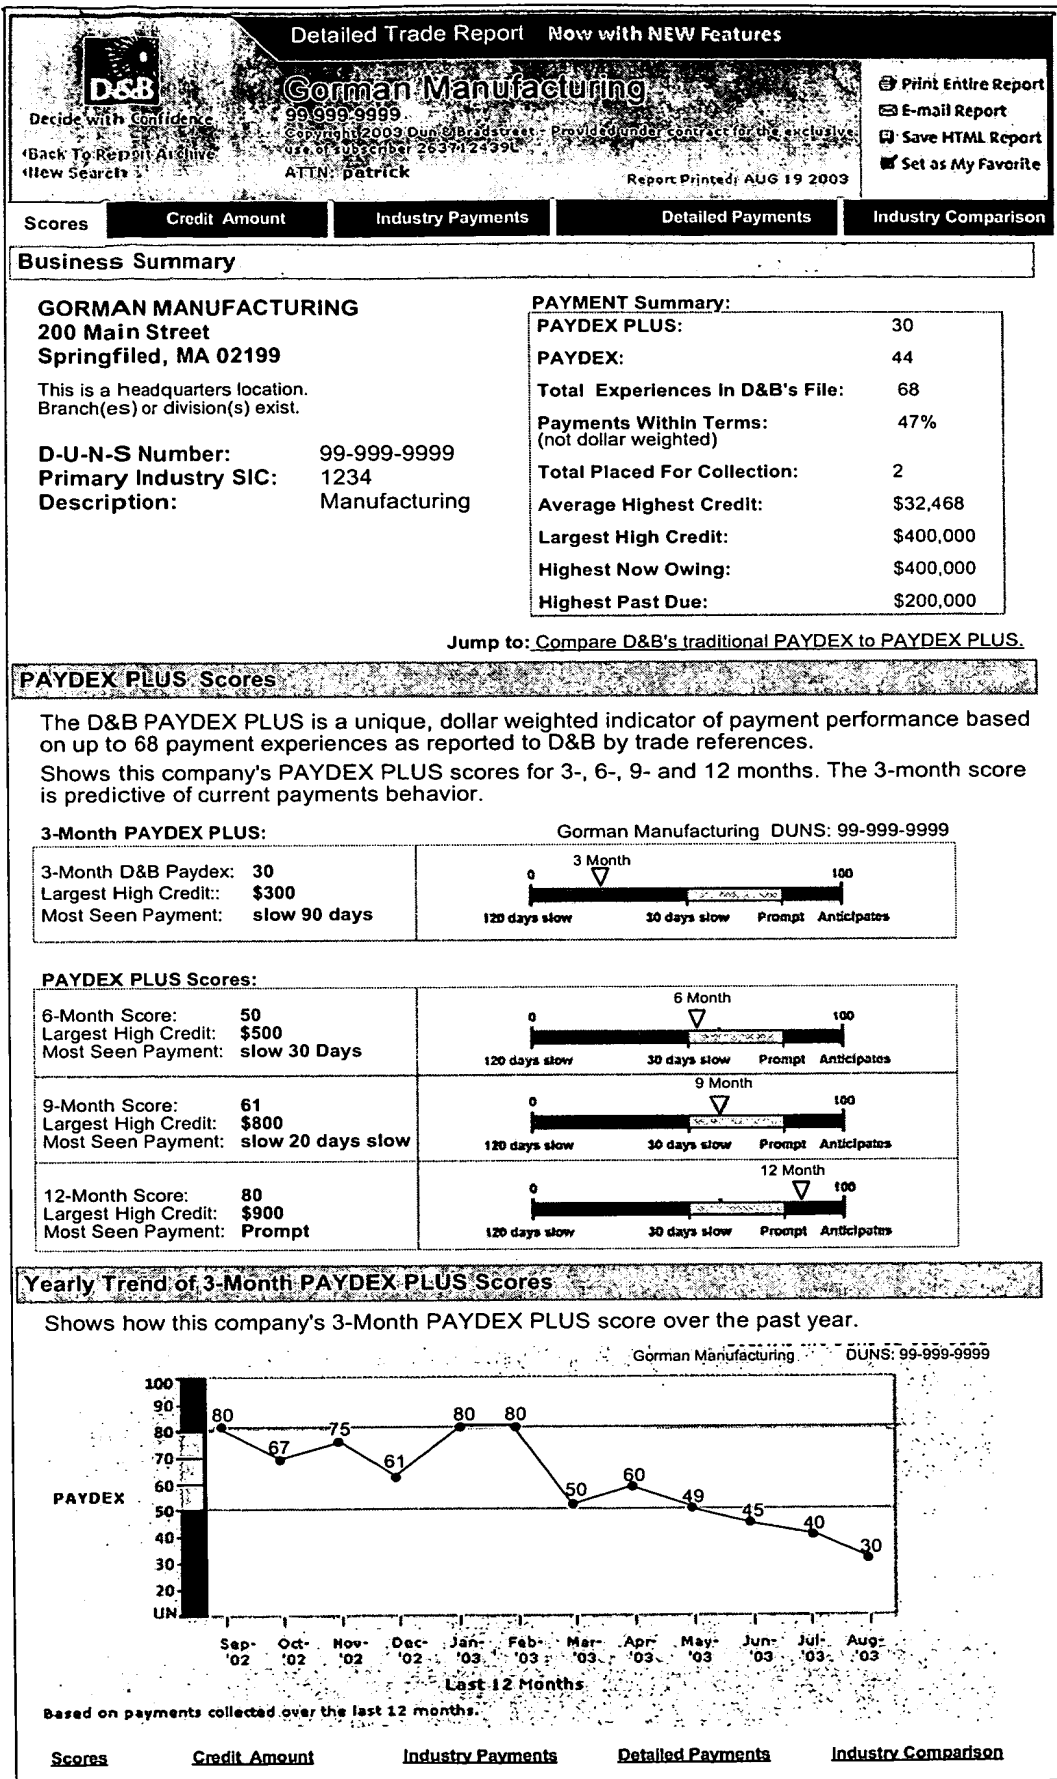 Detailed Trade Report Now with NEW Features
D&B
Decide with Confidence
Back To Report Archive
New Search
Gorman Manufacturing
99-999-9999
Copyright 2003 Dun & Bradstreet - Provided under contract for the exclusive
use of subscriber 263712439L
ATTN: patrick
Report Printed: AUG 19 2003
Print Entire Report
E-mail Report
Save HTML Report
Set as My Favorite
Scores Credit Amount Industry Payments Detailed Payments Industry Comparison
Business Summary
GORMAN MANUFACTURING
200 Main Street
Springfiled, MA 02199
This is a headquarters location.
Branch(es) or division(s) exist.
D-U-N-S Number: 99-999-9999
Primary Industry SIC: 1234
Description: Manufacturing
PAYMENT Summary:
PAYDEX PLUS: 30
PAYDEX: 44
Total Experiences In D&B's File: 68
Payments Within Terms: 47%
(not dollar weighted)
Total Placed For Collection: 2
Average Highest Credit: $32,468
Largest High Credit: $400,000
Highest Now Owing: $400,000
Highest Past Due: $200,000
Jump to: Compare D&B's traditional PAYDEX to PAYDEX PLUS.
PAYDEX PLUS Scores
The D&B PAYDEX PLUS is a unique, dollar weighted indicator of payment performance based
on up to 68 payment experiences as reported to D&B by trade references.
Shows this company's PAYDEX PLUS scores for 3-, 6-, 9- and 12 months. The 3-month score
is predictive of current payments behavior.
3-Month PAYDEX PLUS: Gorman Manufacturing DUNS: 99-999-9999
3-Month D&B Paydex: 30
Largest High Credit:: $300
Most Seen Payment: slow 90 days
3 Month
0 100
120 days slow 30 days slow Prompt Anticipates
PAYDEX PLUS Scores:
6-Month Score: 50
Largest High Credit: $500
Most Seen Payment: slow 30 Days
6 Month
0 100
120 days slow 30 days slow Prompt Anticipates
9-Month Score: 61
Largest High Credit: $800
Most Seen Payment: slow 20 days slow
9 Month
0 100
120 days slow 30 days slow Prompt Anticipates
12-Month Score: 80
Largest High Credit: $900
Most Seen Payment: Prompt
12 Month
0 100
120 days slow 30 days slow Prompt Anticipates
Yearly Trend of 3-Month PAYDEX PLUS Scores
Shows how this company's 3-Month PAYDEX PLUS score over the past year.
Gorman Manufacturing DUNS: 99-999-9999
PAYDEX
100
90
80
70
60
50
40
30
20
UN
80 67 75 61 80 80 50 60 49 45 40 30
Sep- Oct- Nov- Dec- Jan- Feb- Mar- Apr- May- Jun- Jul- Aug-
'02 '02 '02 '02 '03 '03 '03 '03 '03 '03 '03 '03
Last 12 Months
Based on payments collected over the last 12 months.
Scores Credit Amount Industry Payments Detailed Payments Industry Comparison